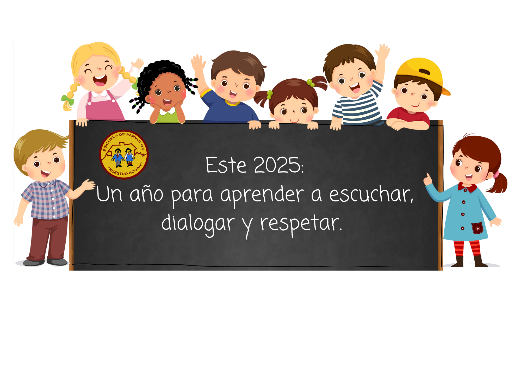 Este 2025:
Un año para aprender a escuchar,
dialogar y respetar.